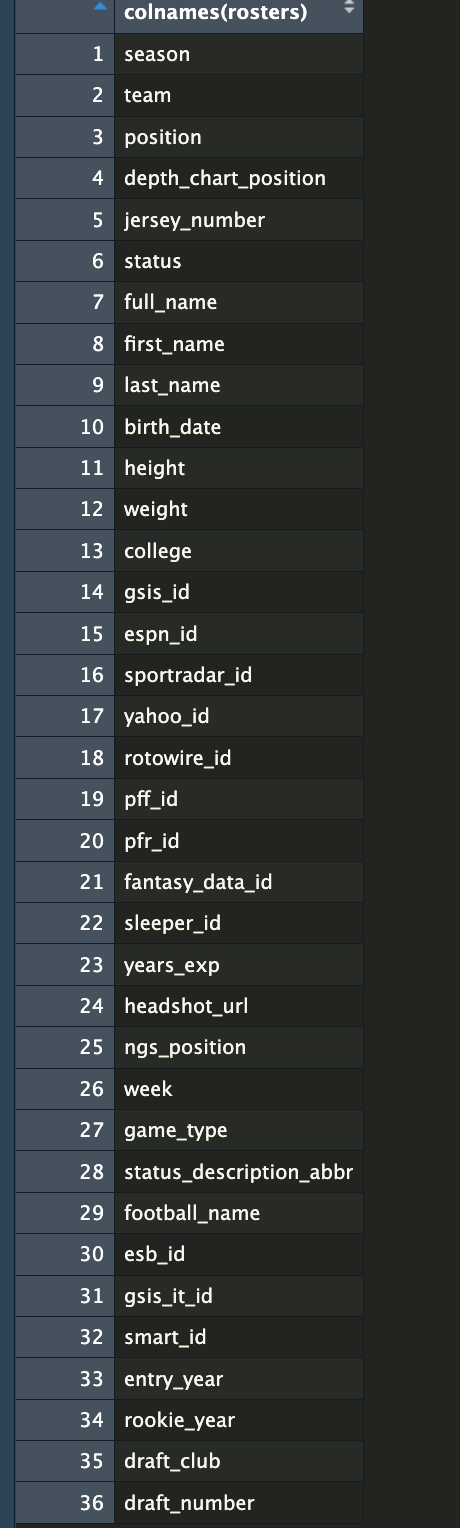 colnames(rosters)
1 season
2 team
3 position
4 depth_chart_position
5 jersey_number
6 status
7 full_name
8 first_name
9 last_name
10 birth_date
11 height
12 weight
13 college
14 gsis_id
15 espn_id
16 sportradar_id
17 yahoo_id
18 rotowire_id
19 pff_id
20 pfr_id
21 fantasy_data_id
22 sleeper_id
23 years_exp
24 headshot_url
25 ngs_position
26 week
27 game_type
28 status_description_abbr
29 football_name
30 esb_id
31 gsis_it_id
32 smart_id
33 entry_year
34 rookie_year
35 draft_club
36 draft_number